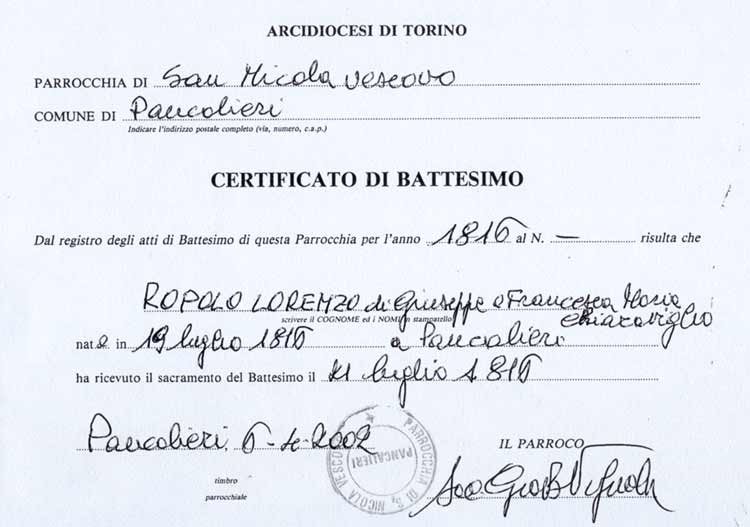 ARCIDIOCESI DI TORINO
PARROCCHIA DI San Nicola vescovo
COMUNE DI Pancalieri
Indicare l'indirizzo postale completo (via, numero, c.a.p.)
CERTIFICATO DI BATTESIMO
Dal registro degli atti di Battesimo di questa Parrocchia per l'anno 1816 al N. — risulta che
ROPOLO LORENZO di Giuseppe e Francesca Maria
scrivere il COGNOME ed i NOMI in stampatello
Chiaraviglio
nato in 19 luglio 1816 a Pancalieri
ha ricevuto il sacramento del Battesimo il 21 luglio 1816
Pancalieri, 6-4-2002
PARROCCHIA DI S. NICOLA VESCOVO
PANCALIERI
IL PARROCO
timbro
parrocchiale